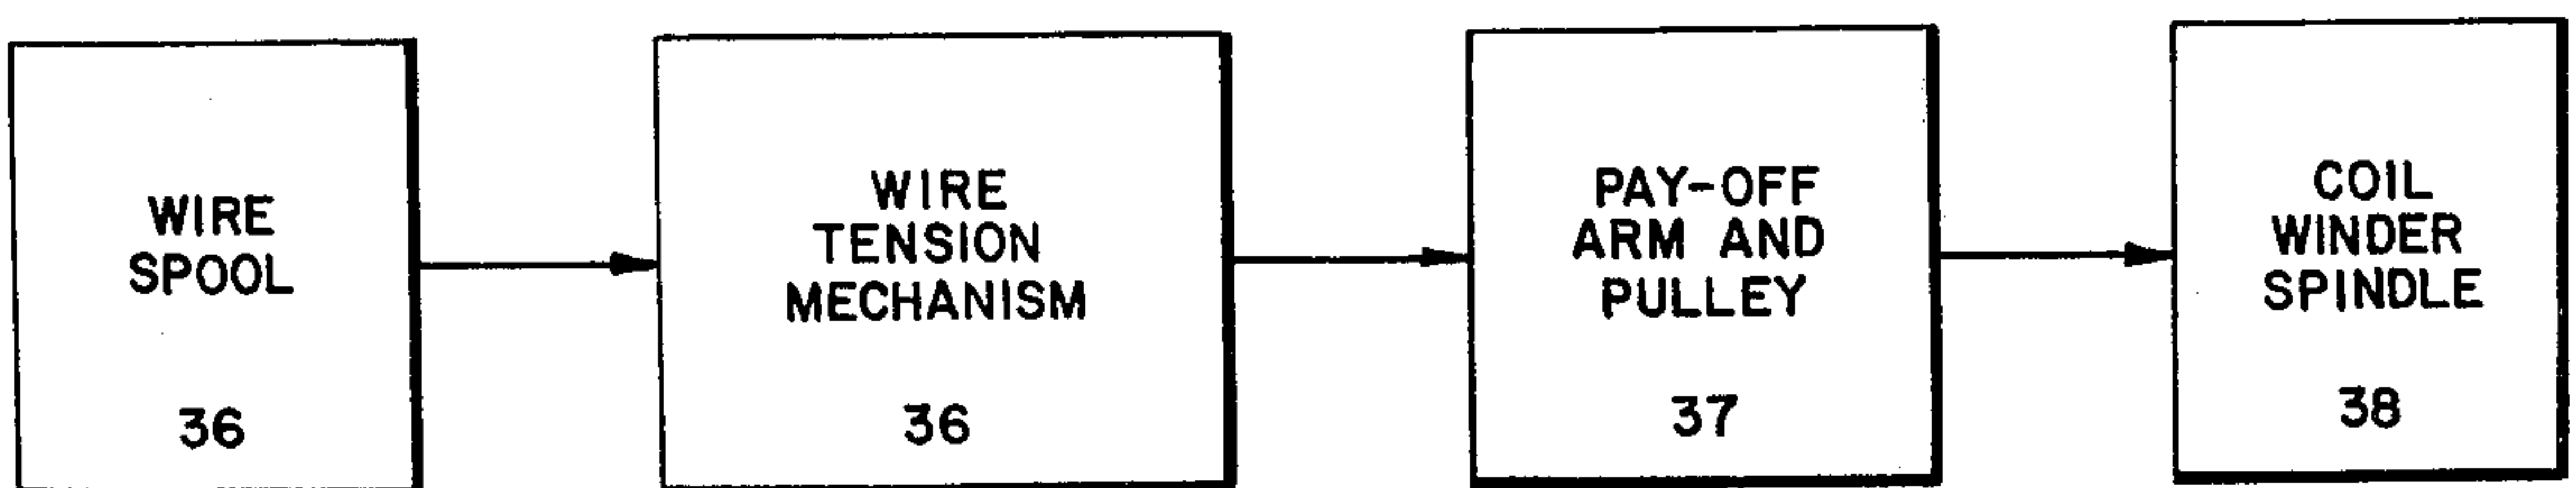 WIRE
SPOOL
36
WIRE
TENSION
MECHANISM
36
PAY-OFF
ARM AND
PULLEY
37
COIL
WINDER
SPINDLE
38